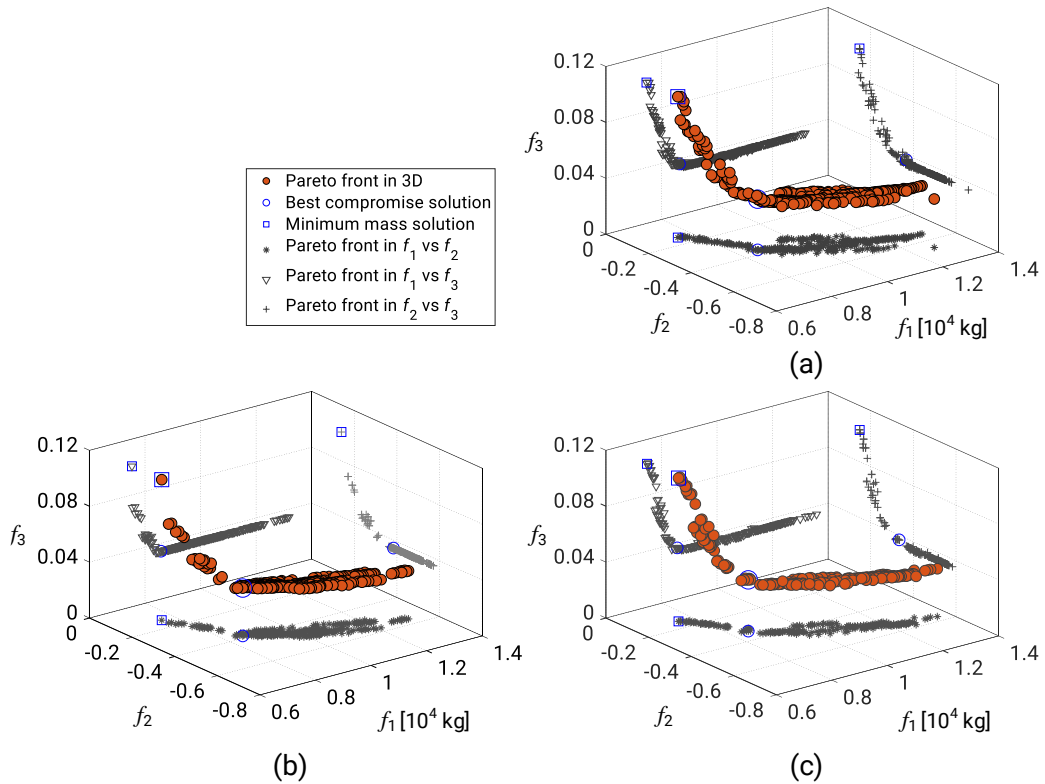 0.12
0.08
f3
0.04
0
0
-0.2
-0.4
-0.6
-0.8
f2
0.6
0.8
1
1.2
1.4
f1 [10^4 kg]
(a)
Pareto front in 3D
Best compromise solution
Minimum mass solution
Pareto front in f1 vs f2
Pareto front in f1 vs f3
Pareto front in f2 vs f3
0.12
0.08
f3
0.04
0
0
-0.2
-0.4
-0.6
-0.8
f2
0.6
0.8
1
1.2
1.4
f1 [10^4 kg]
(b)
0.12
0.08
f3
0.04
0
0
-0.2
-0.4
-0.6
-0.8
f2
0.6
0.8
1
1.2
1.4
f1 [10^4 kg]
(c)